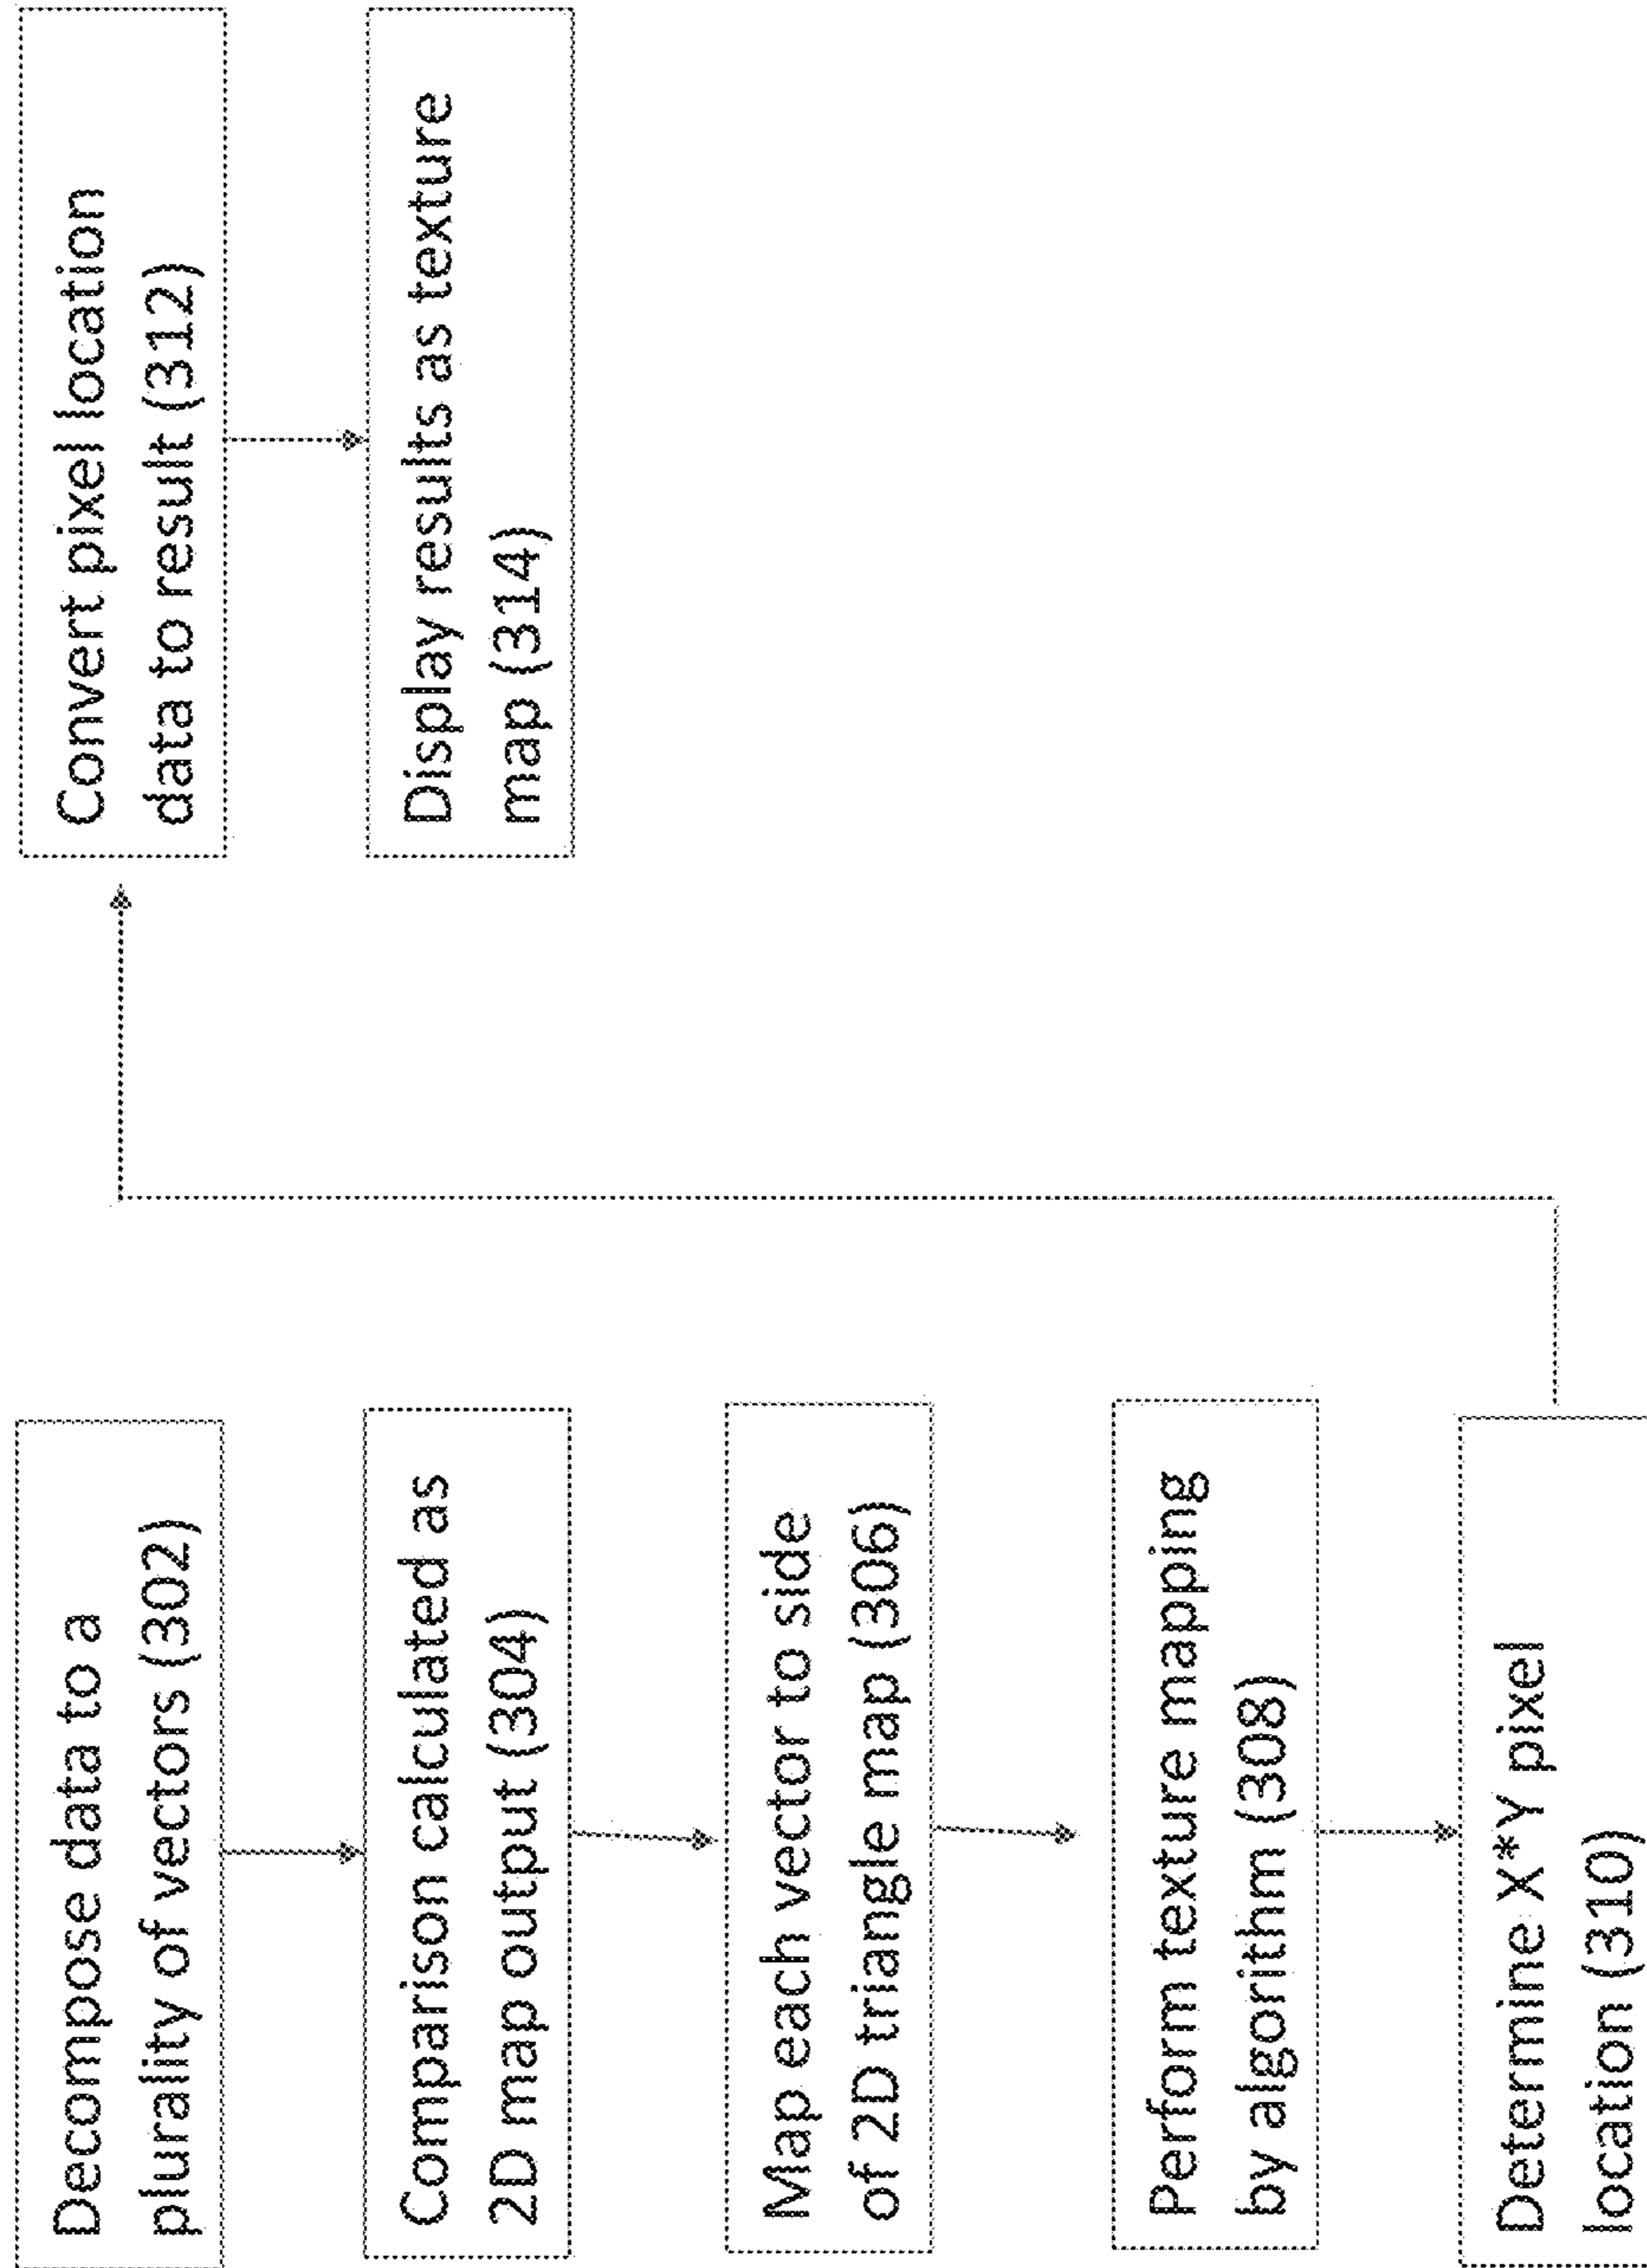 Decompose data to a
plurality of vectors (302)
Comparison calculated as
2D map output (304)
Map each vector to side
of 2D triangle map (306)
Perform texture mapping
by algorithm (308)
Determine X*Y pixel
location (310)
Convert pixel location
data to result (312)
Display results as texture
map (314)